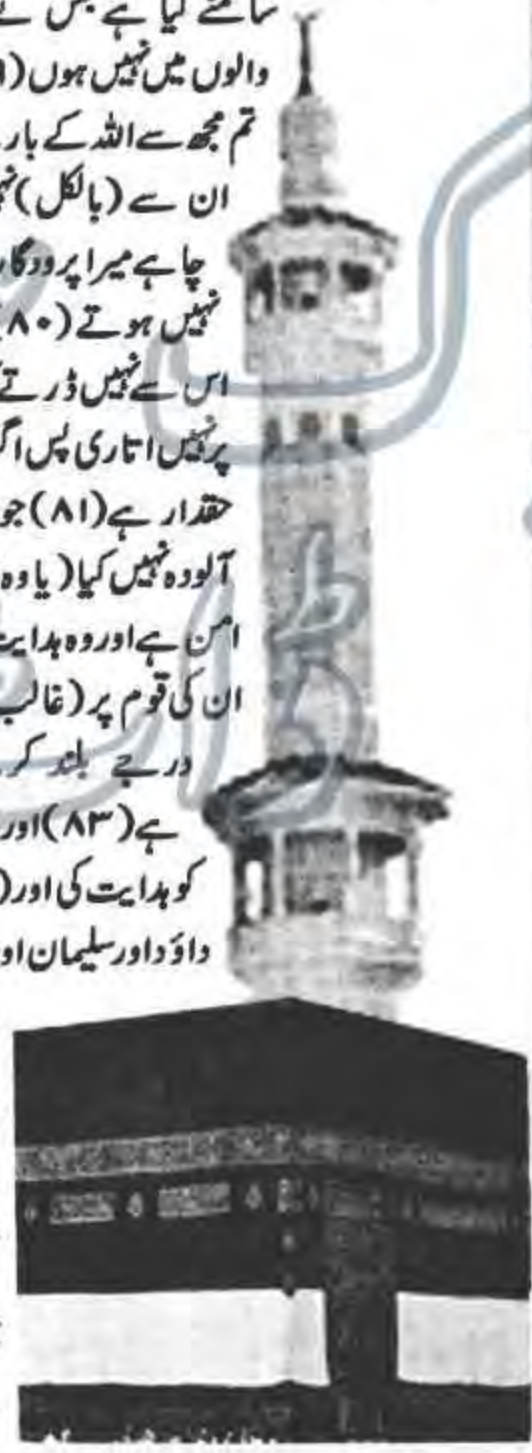 سامنے کیا ہے جس نے
والوں میں نہیں ہوں (
تم مجھ سے اللہ کے بار
ان سے (بالکل) نہ
چاہے میرا پروردگار
نہیں ہوتے (۸۰)
اس سے نہیں ڈرتے
پر نہیں اتاری پس اگر
حقدار ہے (۸۱) جو
آلودہ نہیں کیا (یا وہ
امن ہے اور وہ ہدایت
ان کی قوم پر (غالب
درجے بلند کر
ہے (۸۳) اور
کو ہدایت کی اور (
داؤد اور سلیمان او